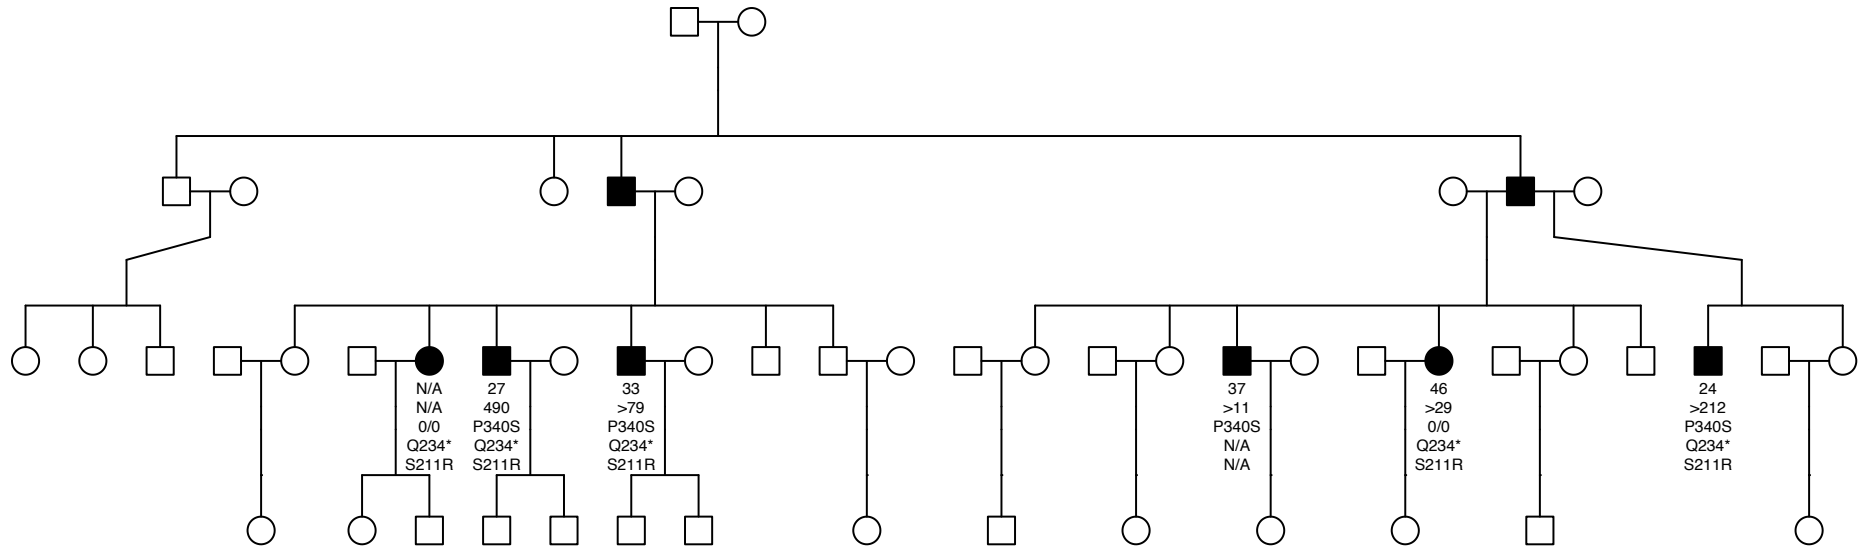 N/A
N/A
0/0
Q234*
S211R
27
490
P340S
Q234*
S211R
33
>79
P340S
Q234*
S211R
37
>11
P340S
N/A
N/A
46
>29
0/0
Q234*
S211R
24
>212
P340S
Q234*
S211R